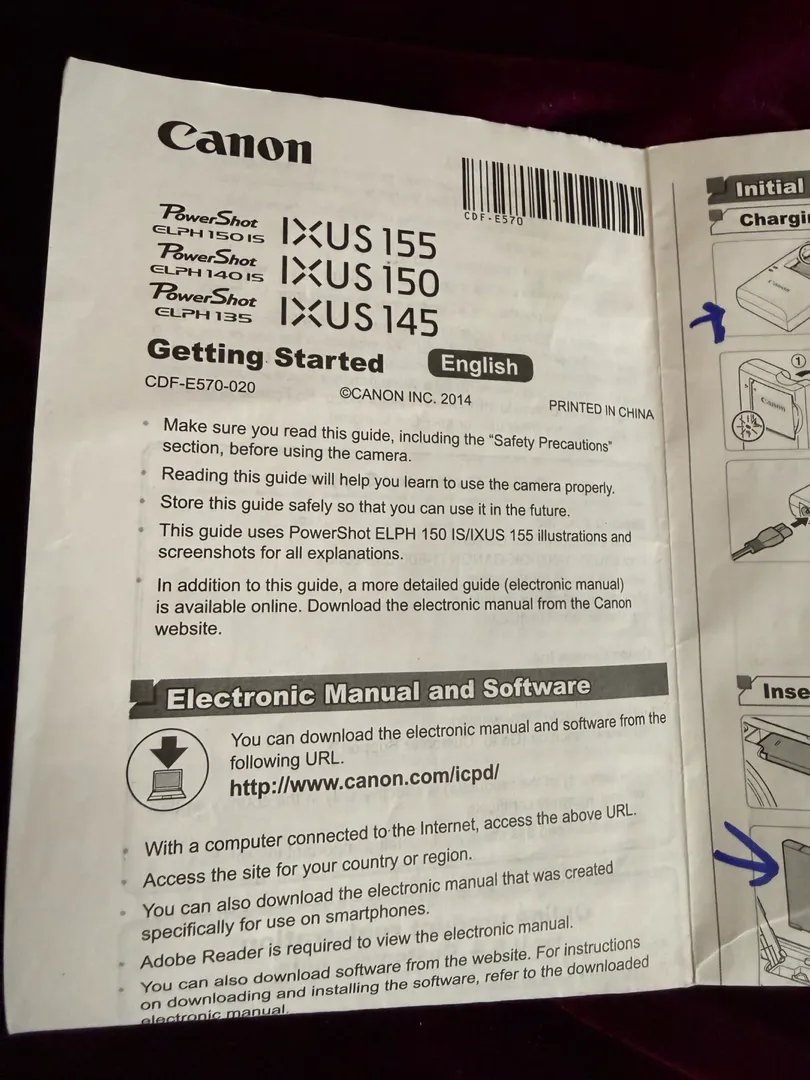 Canon
CDF-E570
PowerShot
ELPH 150 IS IXUS 155
PowerShot
ELPH 140 IS IXUS 150
PowerShot
ELPH 135 IXUS 145
Getting Started English
CDF-E570-020 ©CANON INC. 2014 PRINTED IN CHINA
• Make sure you read this guide, including the “Safety Precautions”
section, before using the camera.
• Reading this guide will help you learn to use the camera properly.
• Store this guide safely so that you can use it in the future.
• This guide uses PowerShot ELPH 150 IS/IXUS 155 illustrations and
screenshots for all explanations.
• In addition to this guide, a more detailed guide (electronic manual)
is available online. Download the electronic manual from the Canon
website.
Electronic Manual and Software
You can download the electronic manual and software from the
following URL.
http://www.canon.com/icpd/
• With a computer connected to the Internet, access the above URL.
• Access the site for your country or region.
• You can also download the electronic manual that was created
specifically for use on smartphones.
• Adobe Reader is required to view the electronic manual.
• You can also download software from the website. For instructions
on downloading and installing the software, refer to the downloaded
electronic manual.
Initial
Chargi
1
Canon
Inse